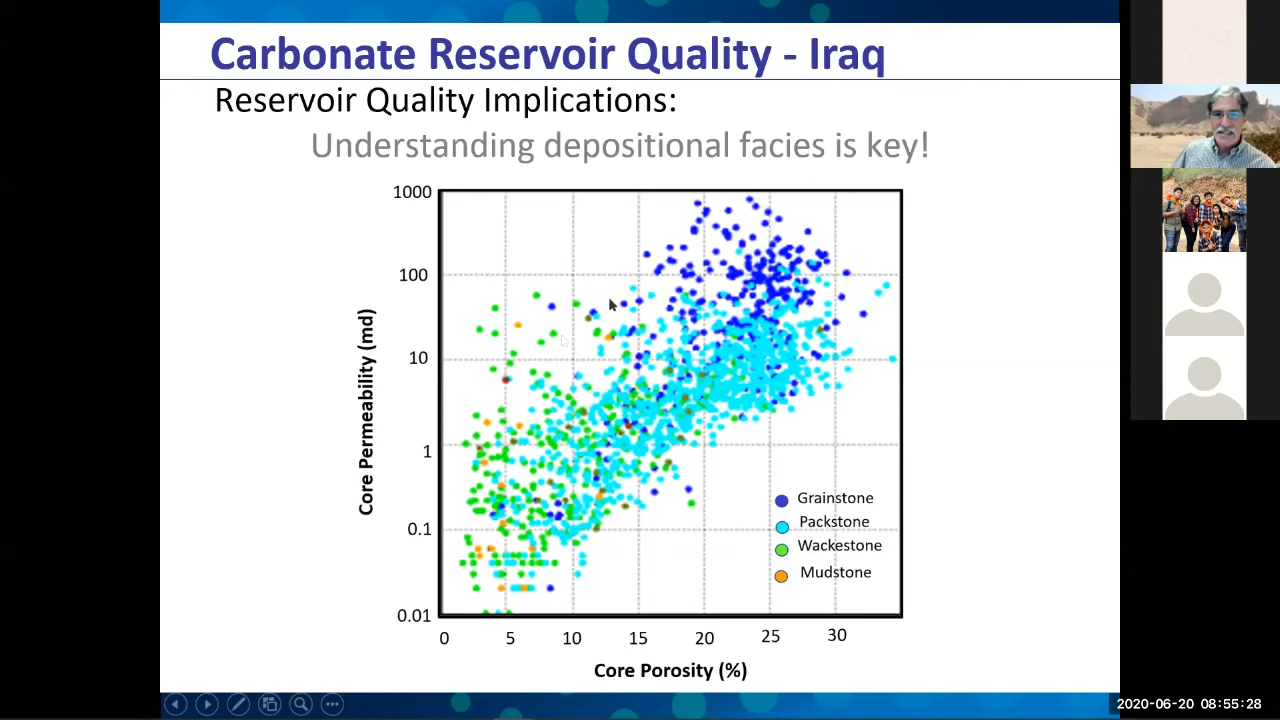 Carbonate Reservoir Quality - Iraq
Reservoir Quality Implications:
Understanding depositional facies is key!
1000
100
10
1
0.1
0.01
Core Permeability (md)
Grainstone
Packstone
Wackestone
Mudstone
0 5 10 15 20 25 30
Core Porosity (%)
2020-06-20 08:55:28